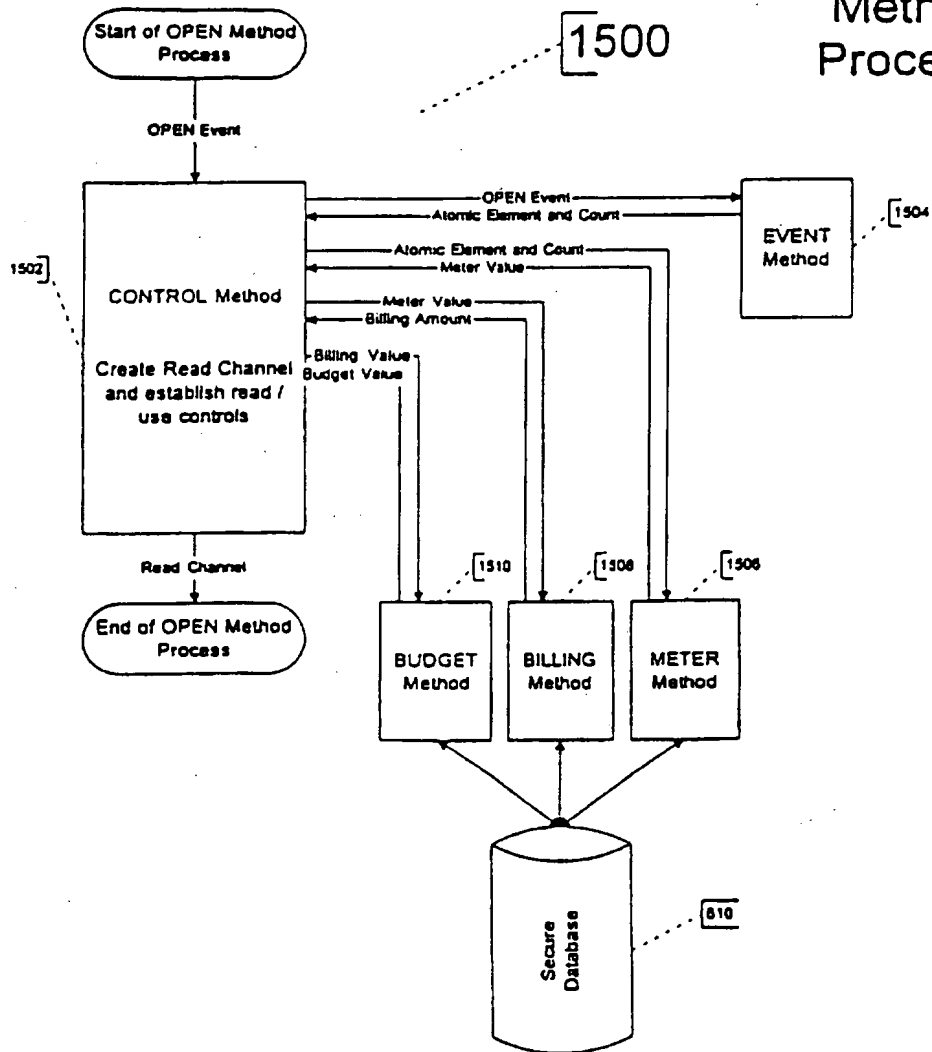 Start of OPEN Method
Process
1500
OPEN Event
OPEN Event
Atomic Element and Count
EVENT
Method
1504
1502
CONTROL Method
Create Read Channel
and establish read /
use controls
Atomic Element and Count
Meter Value
Meter Value
Billing Amount
Billing Value
Budget Value
Read Channel
End of OPEN Method
Process
1510
1508
1506
BUDGET
Method
BILLING
Method
METER
Method
Secure
Database
610